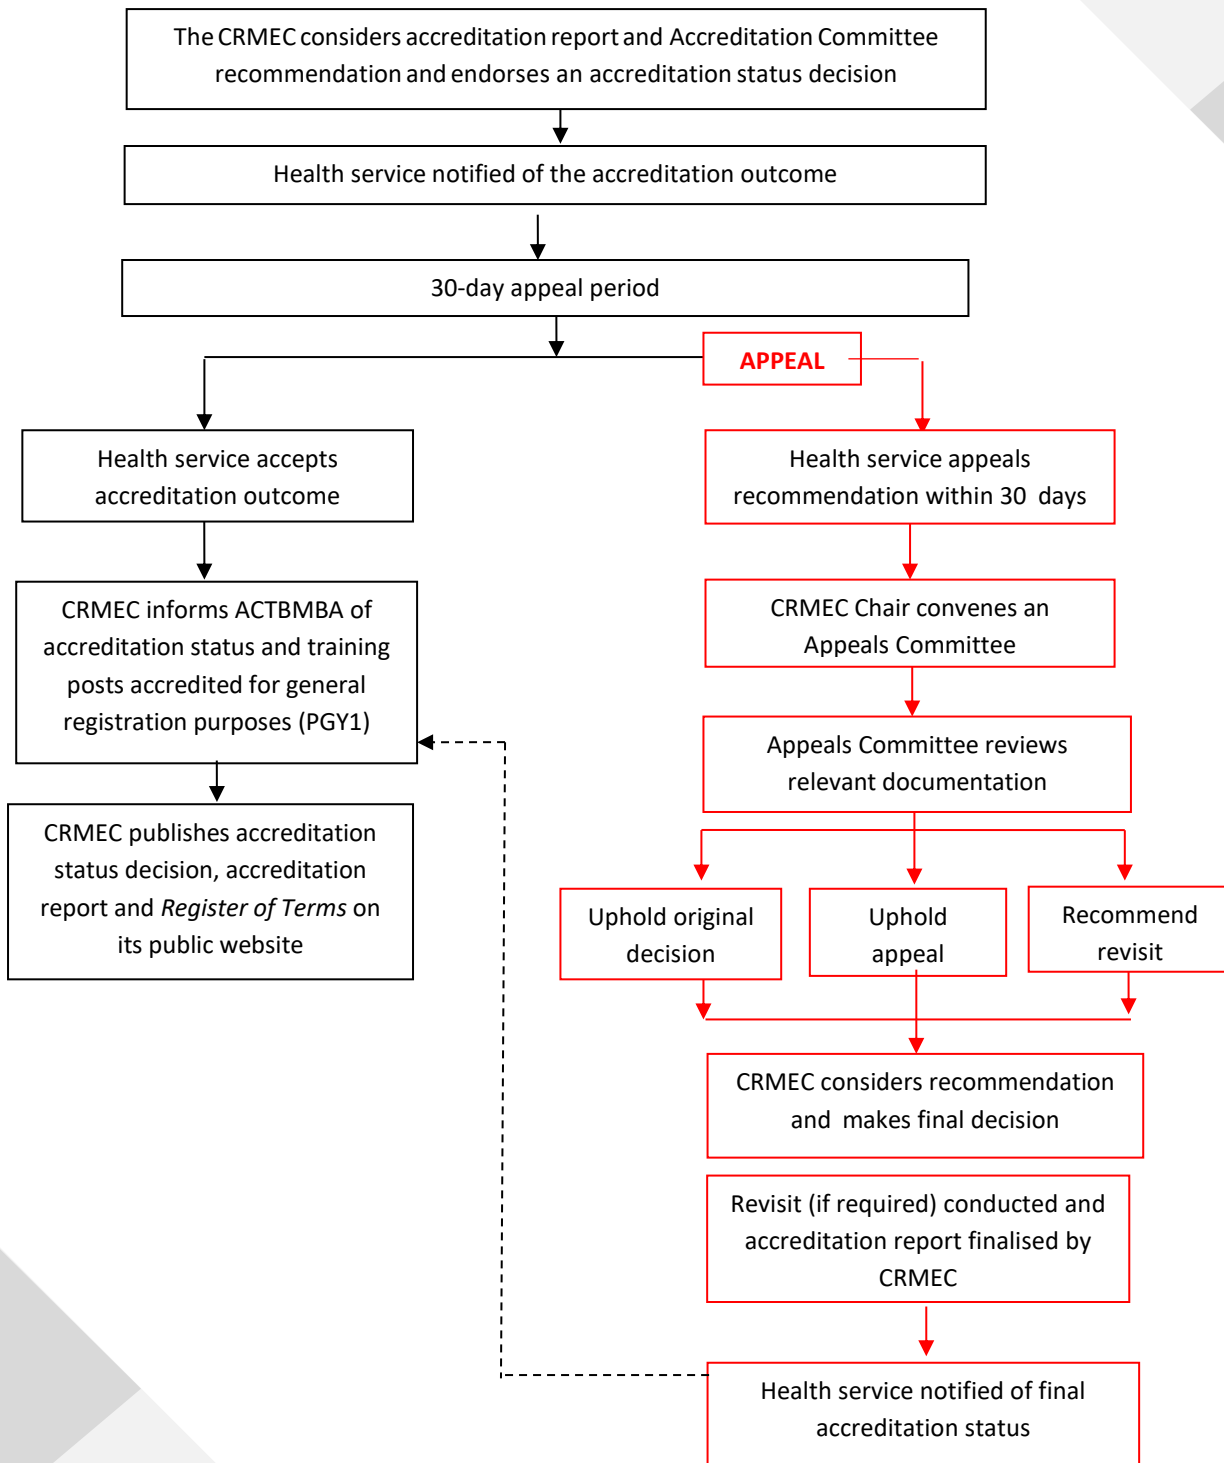 The CRMEC considers accreditation report and Accreditation Committee
recommendation and endorses an accreditation status decision
Health service notified of the accreditation outcome
30-day appeal period
APPEAL
Health service accepts
accreditation outcome
CRMEC informs ACTBMBA of
accreditation status and training
posts accredited for general
registration purposes (PGY1)
CRMEC publishes accreditation
status decision, accreditation
report and Register of Terms on
its public website
Health service appeals
recommendation within 30 days
CRMEC Chair convenes an
Appeals Committee
Appeals Committee reviews
relevant documentation
Uphold original
decision
Uphold
appeal
Recommend
revisit
CRMEC considers recommendation
and makes final decision
Revisit (if required) conducted and
accreditation report finalised by
CRMEC
Health service notified of final
accreditation status